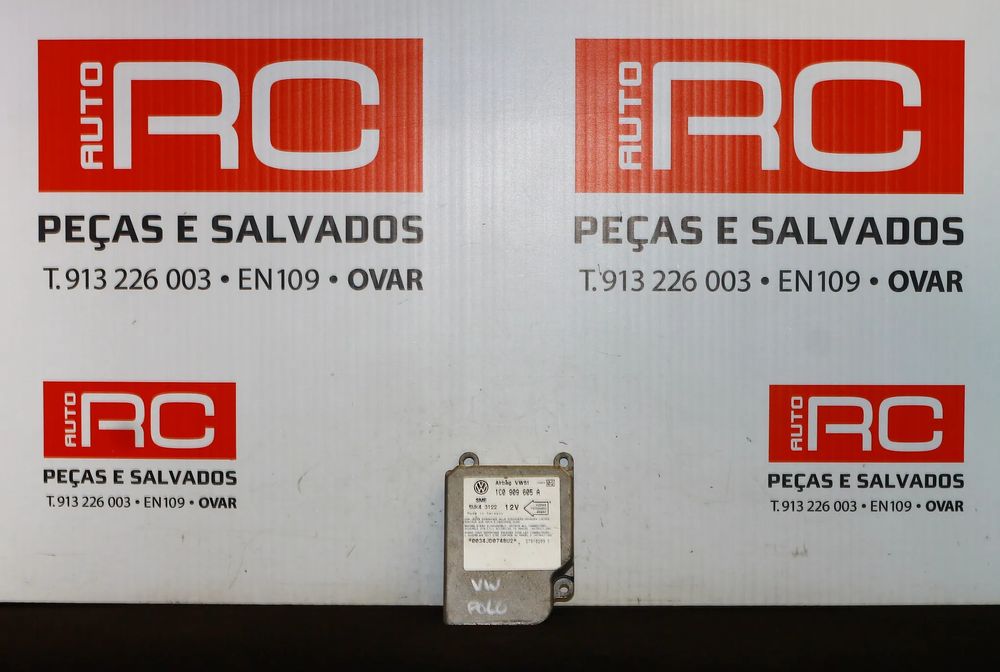 AUTO RC
PEÇAS E SALVADOS
T. 913 226 003 • EN109 • OVAR
AUTO RC
PEÇAS E SALVADOS
T. 913 226 003 • EN109 • OVAR
AUTO RC
PEÇAS E SALVADOS
T. 913 226 003 • EN109 • OVAR
AUTO RC
PEÇAS E SALVADOS
T. 913 226 003 • EN109 • OVAR
Airbag VW51
1C0 909 605 A
12V
*0034JD0748U2*
VW
POLO